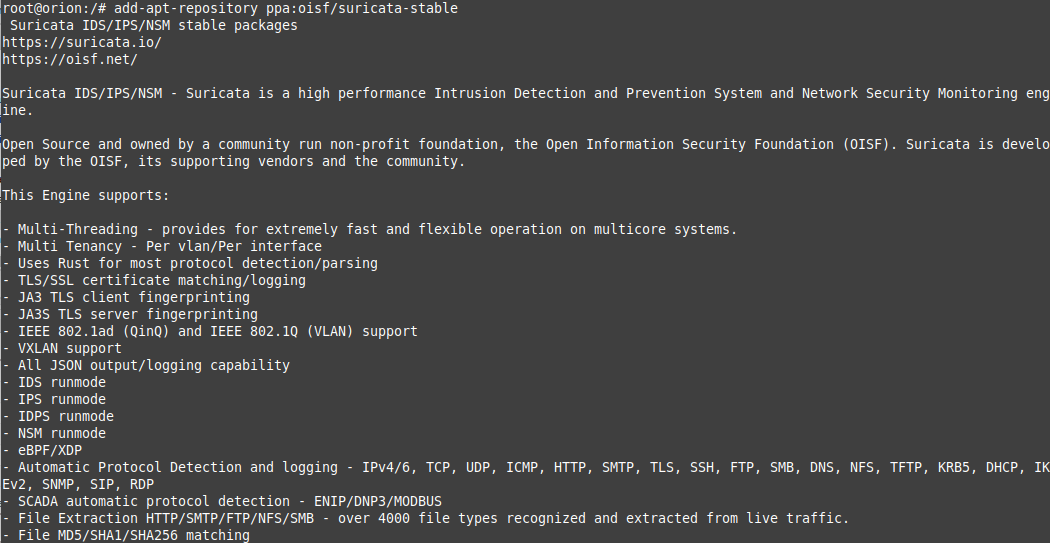 root@orion:/# add-apt-repository ppa:oisf/suricata-stable
Suricata IDS/IPS/NSM stable packages
https://suricata.io/
https://oisf.net/
Suricata IDS/IPS/NSM - Suricata is a high performance Intrusion Detection and Prevention System and Network Security Monitoring eng
ine.
Open Source and owned by a community run non-profit foundation, the Open Information Security Foundation (OISF). Suricata is develo
ped by the OISF, its supporting vendors and the community.
This Engine supports:
- Multi-Threading - provides for extremely fast and flexible operation on multicore systems.
- Multi Tenancy - Per vlan/Per interface
- Uses Rust for most protocol detection/parsing
- TLS/SSL certificate matching/logging
- JA3 TLS client fingerprinting
- JA3S TLS server fingerprinting
- IEEE 802.1ad (QinQ) and IEEE 802.1Q (VLAN) support
- VXLAN support
- All JSON output/logging capability
- IDS runmode
- IPS runmode
- IDPS runmode
- NSM runmode
- eBPF/XDP
- Automatic Protocol Detection and logging - IPv4/6, TCP, UDP, ICMP, HTTP, SMTP, TLS, SSH, FTP, SMB, DNS, NFS, TFTP, KRB5, DHCP, IK
Ev2, SNMP, SIP, RDP
- SCADA automatic protocol detection - ENIP/DNP3/MODBUS
- File Extraction HTTP/SMTP/FTP/NFS/SMB - over 4000 file types recognized and extracted from live traffic.
- File MD5/SHA1/SHA256 matching